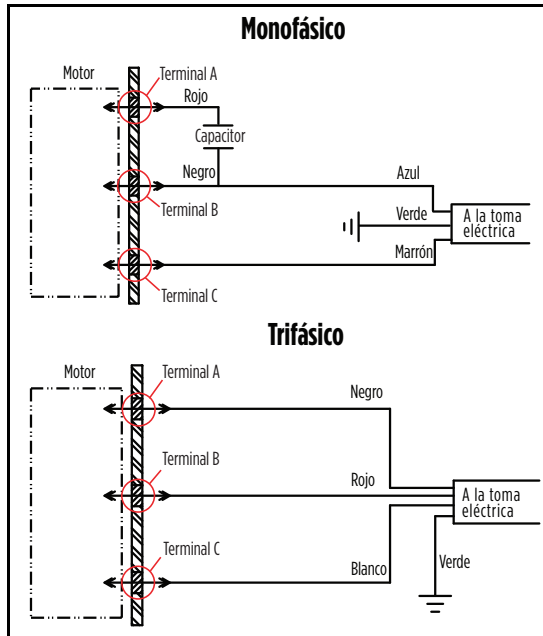 Monofásico
Motor
Terminal A
Rojo
Capacitor
Negro
Azul
Terminal B
Verde
A la toma
eléctrica
Marrón
Terminal C
Trifásico
Motor
Terminal A
Negro
Terminal B
Rojo
A la toma
eléctrica
Terminal C
Blanco
Verde